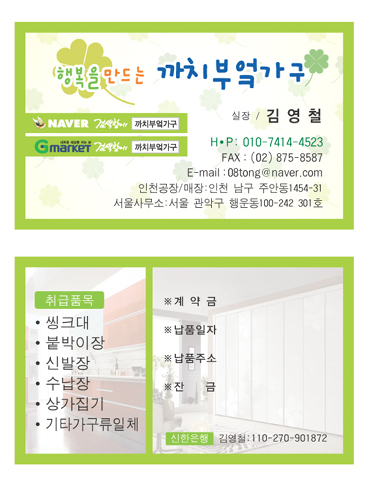 행복을 만드는 까치부엌가구
실장 / 김영철
NAVER 까치부엌가구
H•P: 010-7414-4523
Gmarket 까치부엌가구
FAX : (02) 875-8587
E-mail :08tong@naver.com
인천공장/매장:인천 남구 주안동1454-31
서울사무소:서울 관악구 행운동100-242 301호
취급품목
• 씽크대
• 붙박이장
• 신발장
• 수납장
• 상가집기
• 기타가구류일체
※계 약 금
※납품일자
※납품주소
※잔 금
신한은행 김영철:110-270-901872